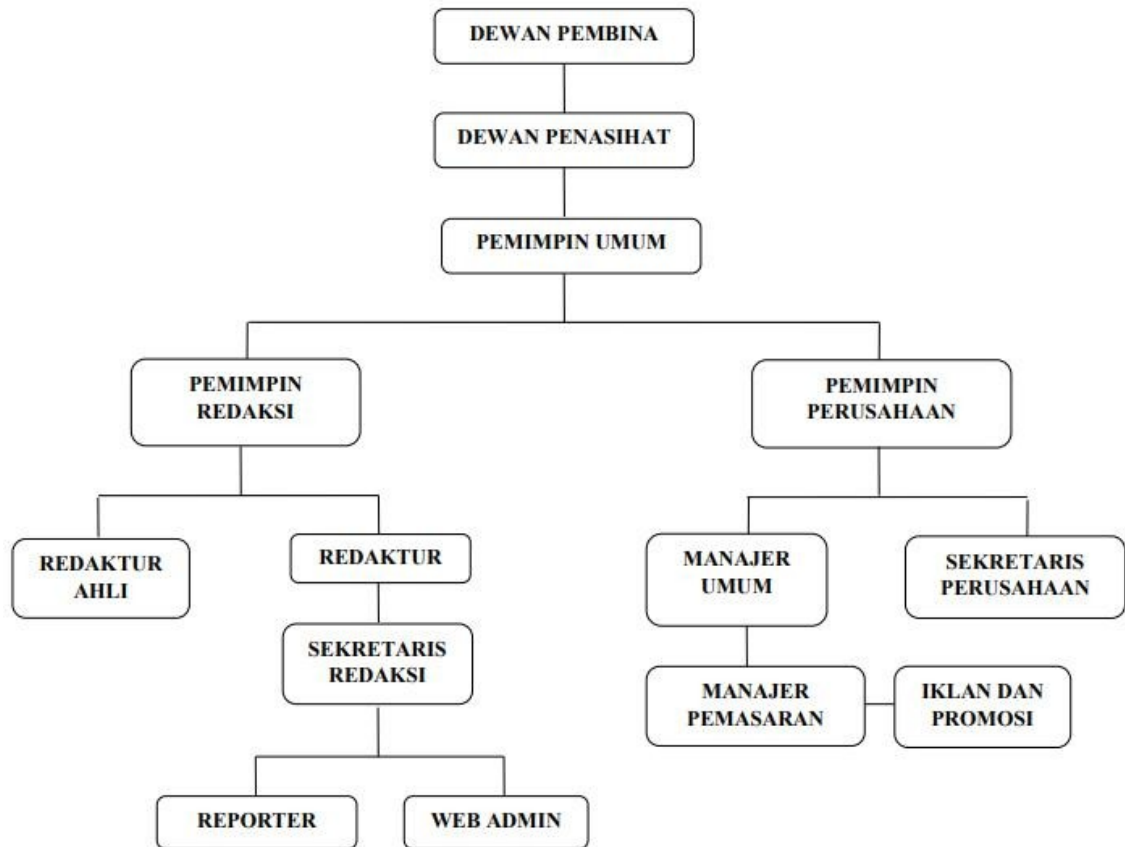 DEWAN PEMBINA
DEWAN PENASIHAT
PEMIMPIN UMUM
PEMIMPIN
REDAKSI
PEMIMPIN
PERUSAHAAN
REDAKTUR
AHLI
REDAKTUR
MANAJER
UMUM
SEKRETARIS
PERUSAHAAN
SEKRETARIS
REDAKSI
MANAJER
PEMASARAN
IKLAN DAN
PROMOSI
REPORTER
WEB ADMIN